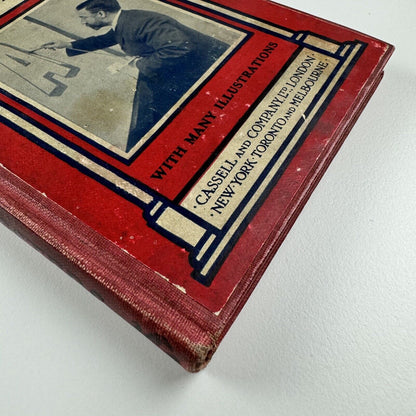 WITH MANY ILLUSTRATIONS
CASSELL AND COMPANY, LTD., LONDON
NEW·YORK·TORONTO AND MELBOURNE